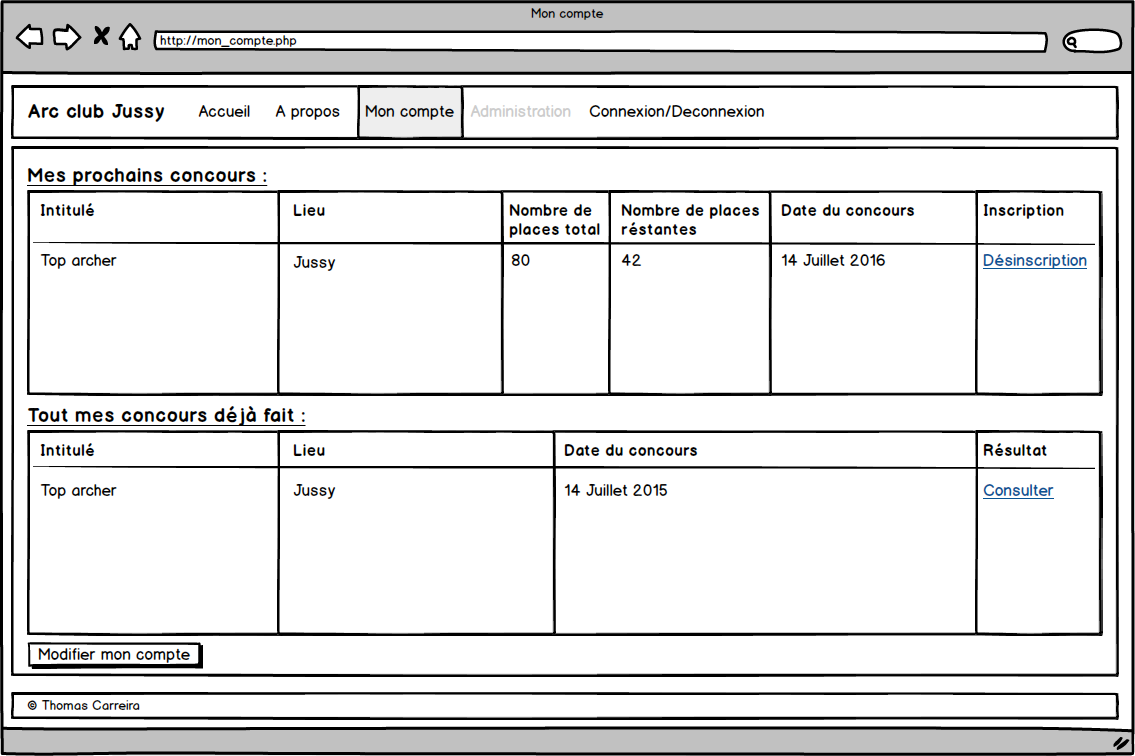 Mon compte
http://mon_compte.php
Arc club Jussy Accueil A propos Mon compte Administration Connexion/Deconnexion
Mes prochains concours :
Intitulé Lieu Nombre de places total Nombre de places réstantes Date du concours Inscription
Top archer Jussy 80 42 14 Juillet 2016 Désinscription
Tout mes concours déjà fait :
Intitulé Lieu Date du concours Résultat
Top archer Jussy 14 Juillet 2015 Consulter
Modifier mon compte
© Thomas Carreira